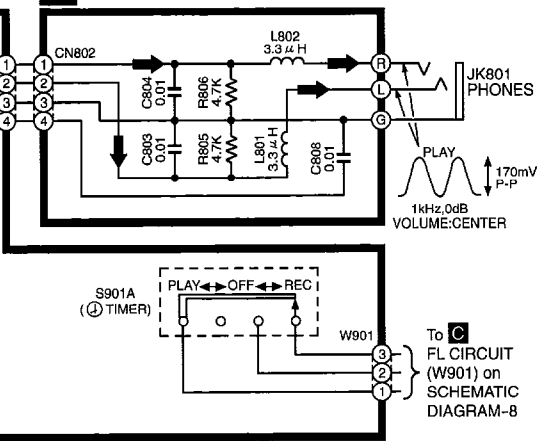 L802
3.3μH
CN802
1 1
2 2
3 3
4 4
C804
0.01
R806
4.7K
C803
0.01
R805
4.7K
L801
3.3μH
C808
0.01
R
L
G
JK801
PHONES
PLAY
170mV
P-P
1kHz,0dB
VOLUME:CENTER
PLAY OFF REC
S901A
(TIMER)
W901
3
2
1
To C
FL CIRCUIT
(W901) on
SCHEMATIC
DIAGRAM-8